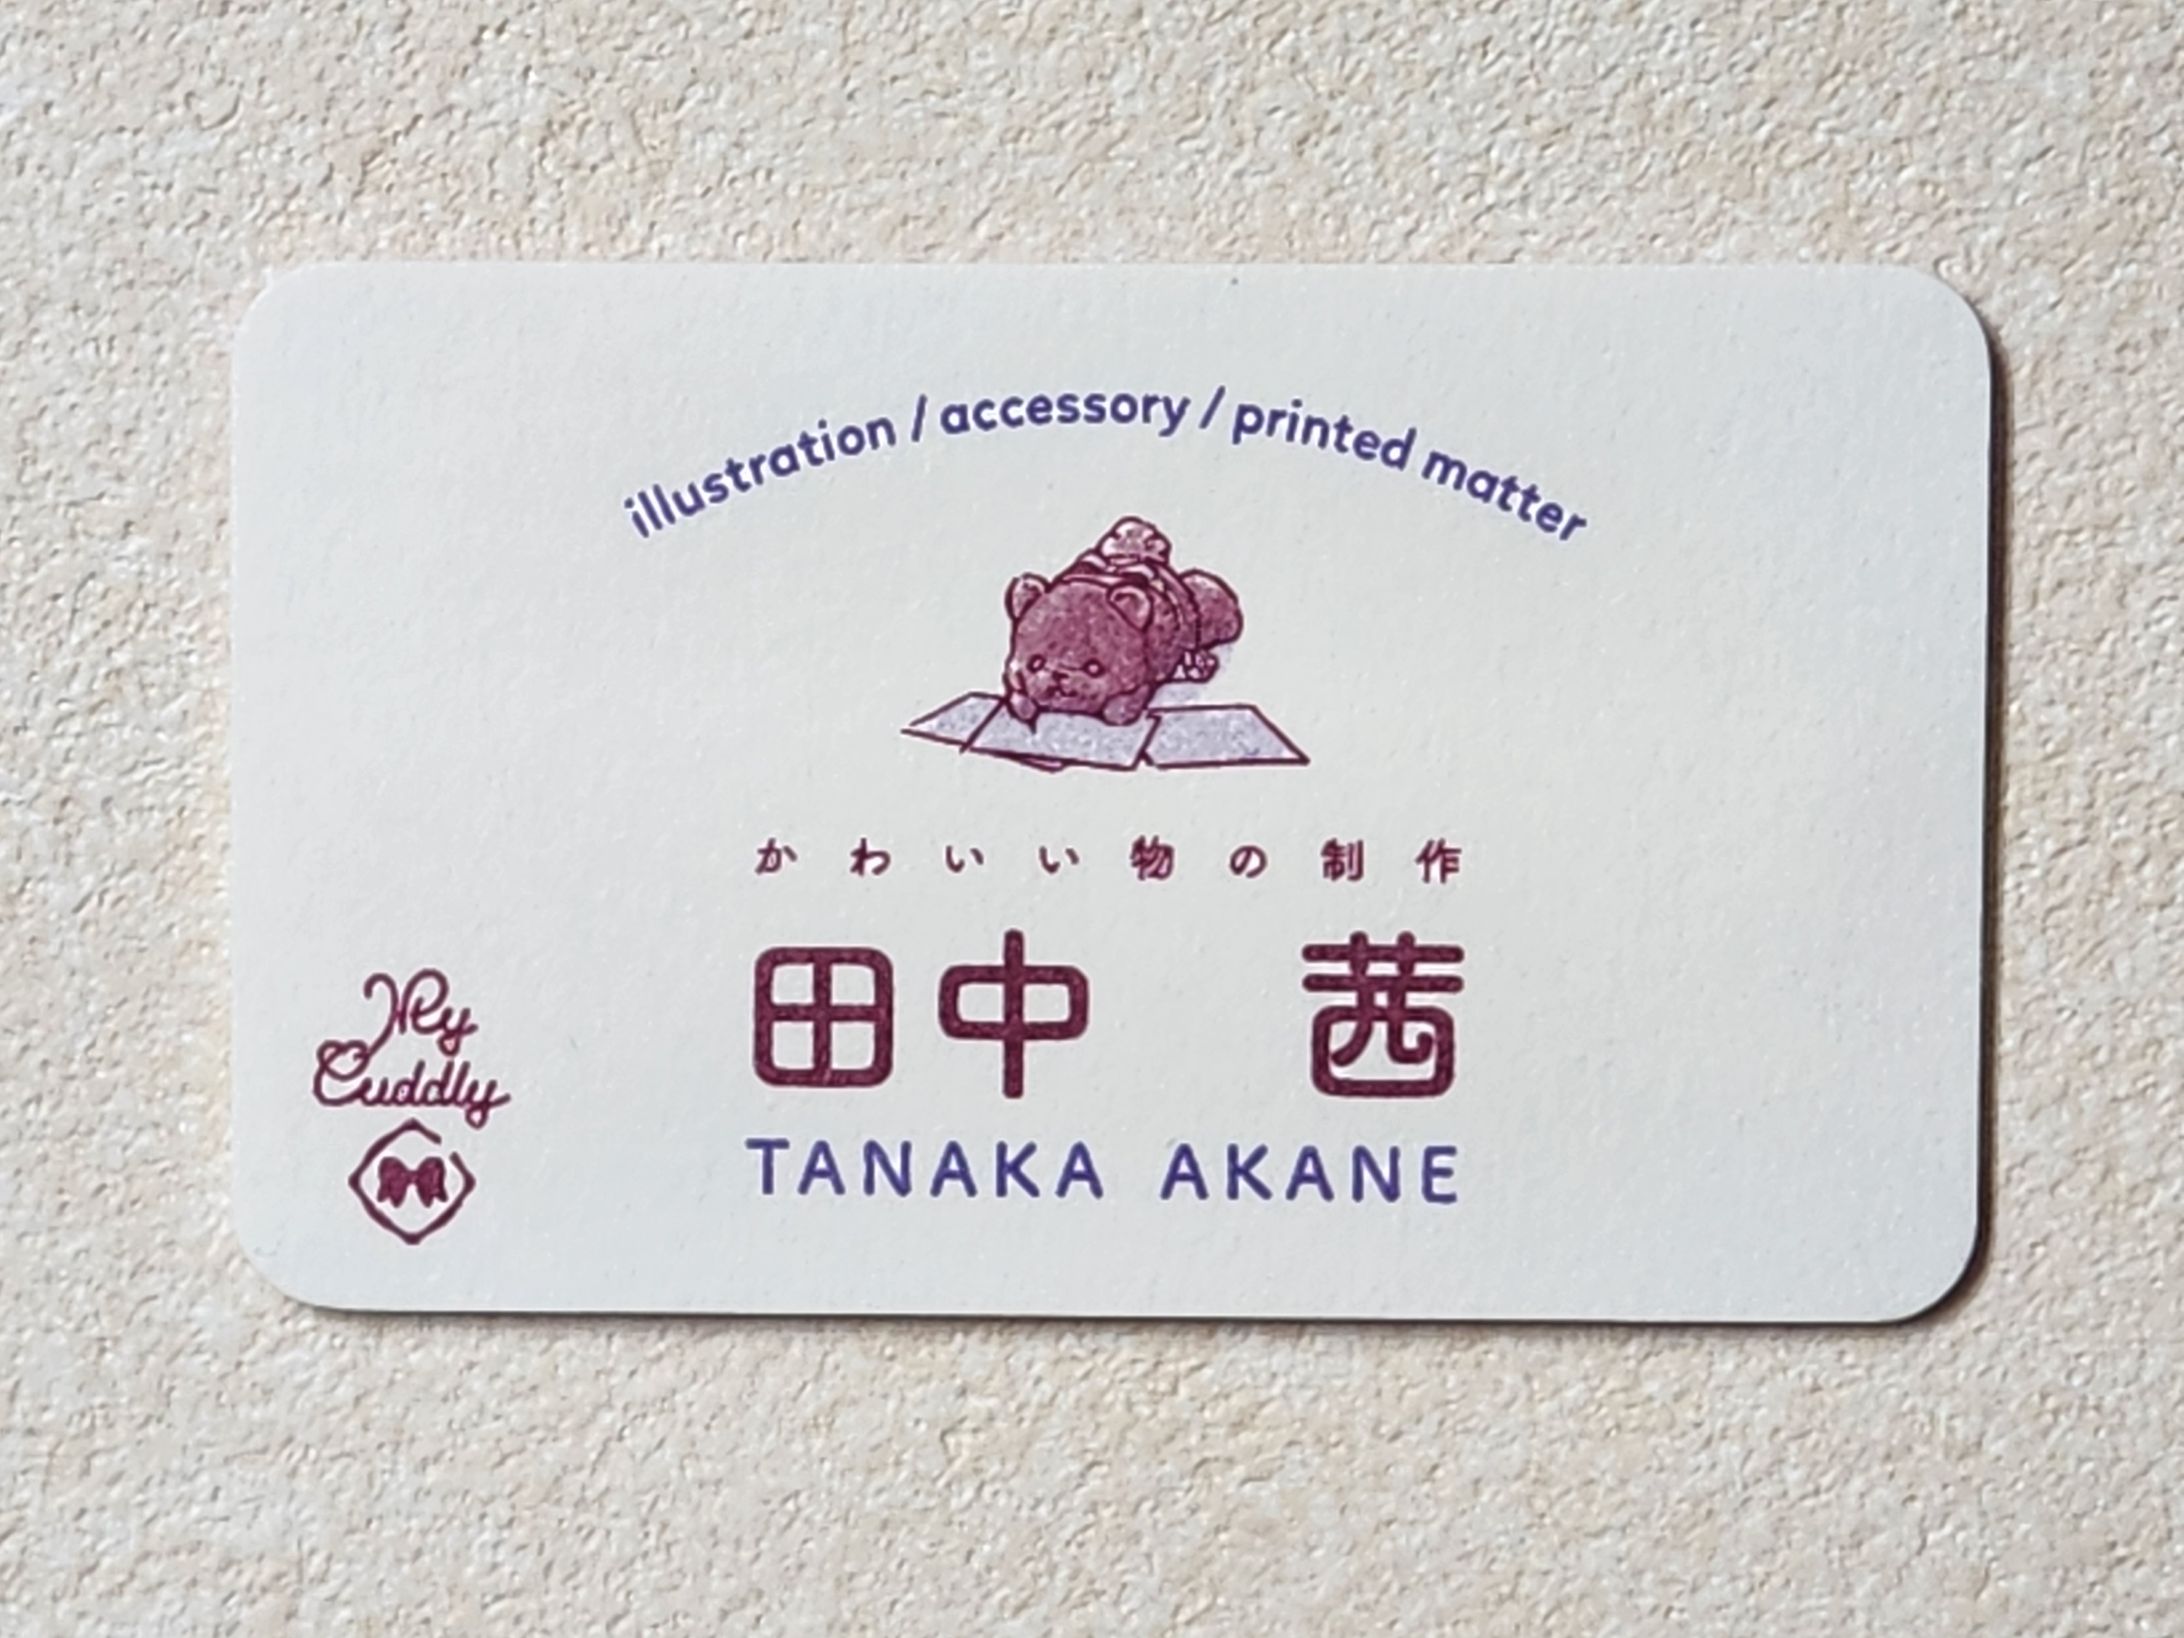 illustration / accessory / printed matter
かわいい物の制作
田中 茜
TANAKA AKANE
My
Cuddly